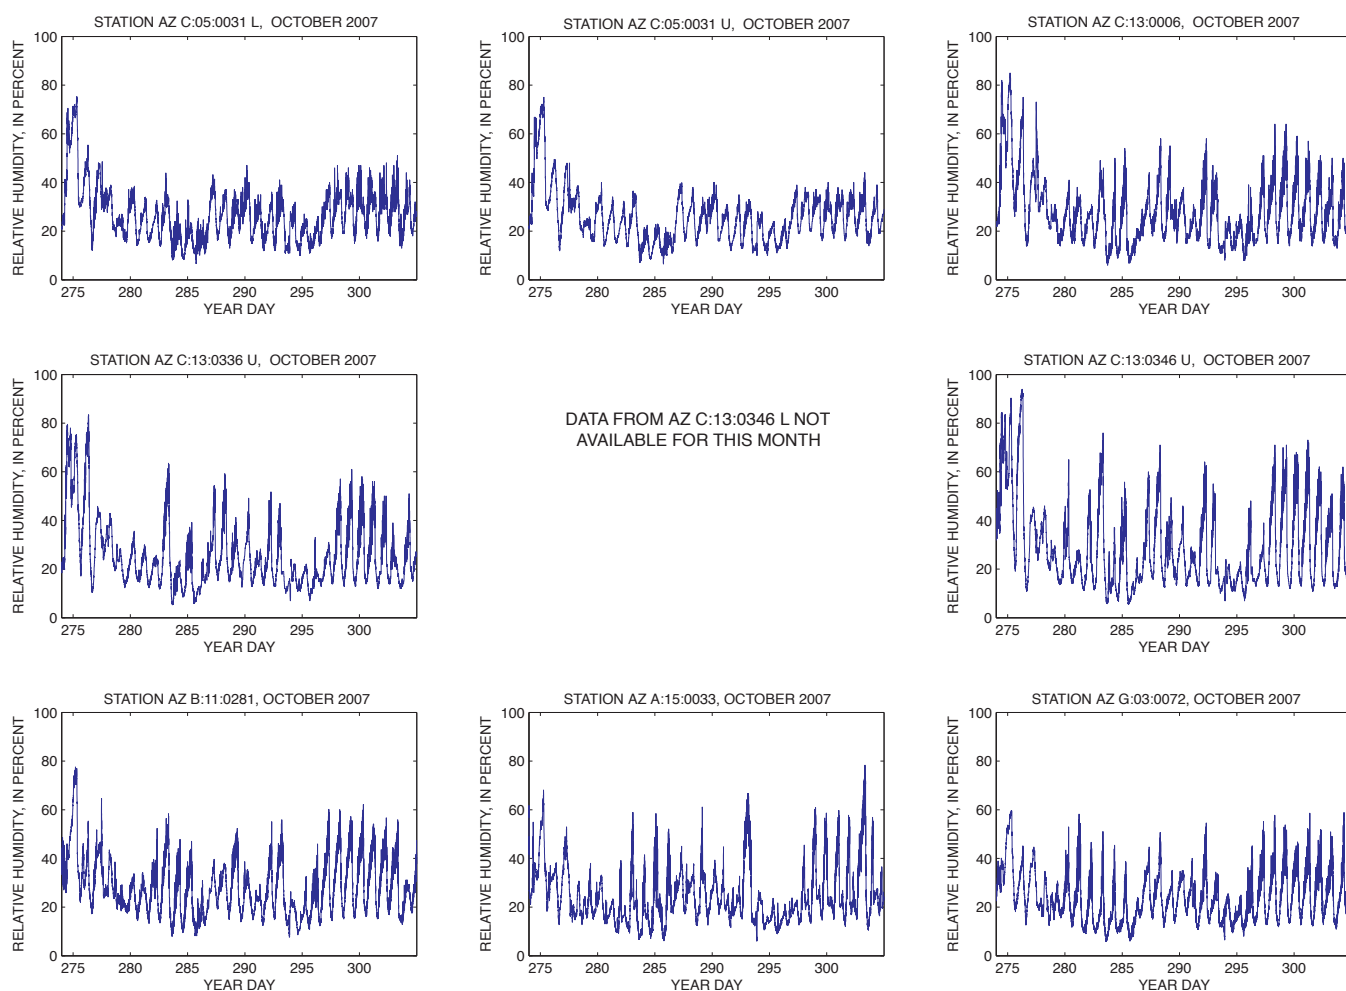 STATION AZ C:05:0031 L,  OCTOBER 2007
RELATIVE HUMIDITY, IN PERCENT
100
80
60
40
20
0
275 280 285 290 295 300
YEAR DAY
STATION AZ C:05:0031 U,  OCTOBER 2007
RELATIVE HUMIDITY, IN PERCENT
100
80
60
40
20
0
275 280 285 290 295 300
YEAR DAY
STATION AZ C:13:0006, OCTOBER 2007
RELATIVE HUMIDITY, IN PERCENT
100
80
60
40
20
0
275 280 285 290 295 300
YEAR DAY
STATION AZ C:13:0336 U,  OCTOBER 2007
RELATIVE HUMIDITY, IN PERCENT
100
80
60
40
20
0
275 280 285 290 295 300
YEAR DAY
DATA FROM AZ C:13:0346 L NOT
AVAILABLE FOR THIS MONTH
STATION AZ C:13:0346 U,  OCTOBER 2007
RELATIVE HUMIDITY, IN PERCENT
100
80
60
40
20
0
275 280 285 290 295 300
YEAR DAY
STATION AZ B:11:0281, OCTOBER 2007
RELATIVE HUMIDITY, IN PERCENT
100
80
60
40
20
0
275 280 285 290 295 300
YEAR DAY
STATION AZ A:15:0033, OCTOBER 2007
RELATIVE HUMIDITY, IN PERCENT
100
80
60
40
20
0
275 280 285 290 295 300
YEAR DAY
STATION AZ G:03:0072, OCTOBER 2007
RELATIVE HUMIDITY, IN PERCENT
100
80
60
40
20
0
275 280 285 290 295 300
YEAR DAY